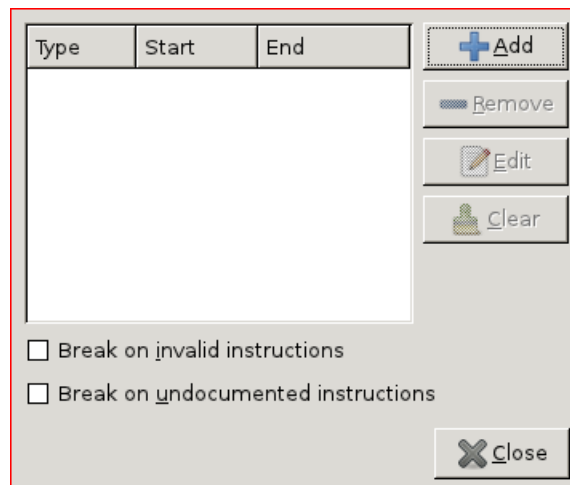 Type Start End
Add
Remove
Edit
Clear
Break on invalid instructions
Break on undocumented instructions
Close